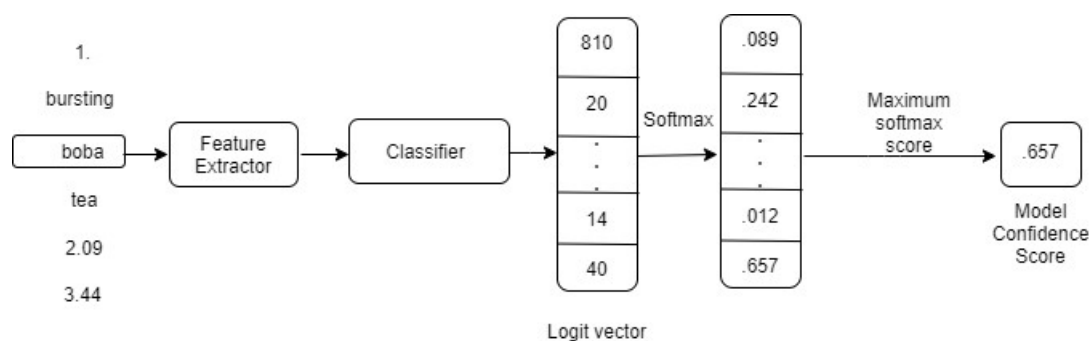 1.
bursting
boba
tea
2.09
3.44
Feature
Extractor
Classifier
810
20
.
.
.
14
40
Logit vector
Softmax
.089
.242
.
.
.
.012
.657
Maximum
softmax
score
.657
Model
Confidence
Score